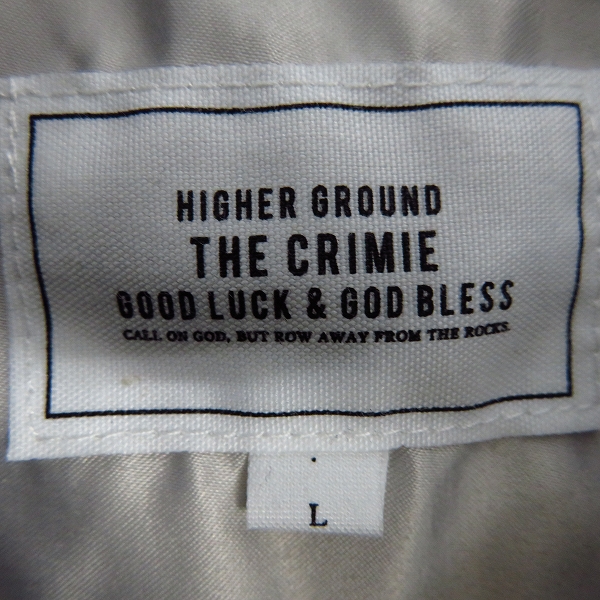 HIGHER GROUND
THE CRIMIE
GOOD LUCK & GOD BLESS
CALL ON GOD, BUT ROW AWAY FROM THE ROCKS.
L